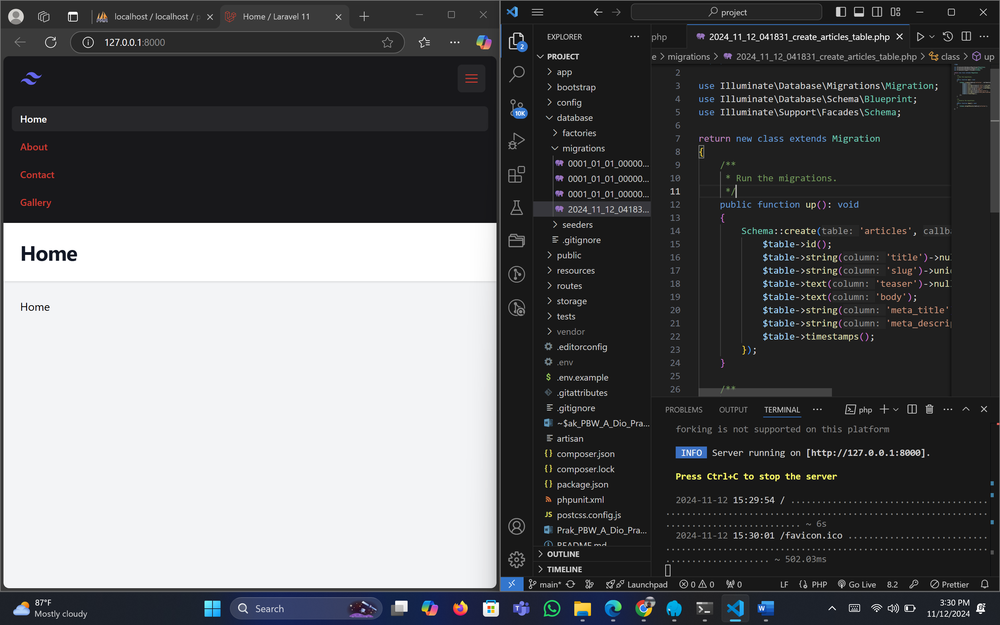 localhost / localhost / p
Home / Laravel 11
127.0.0.1:8000
Home
About
Contact
Gallery
Home
Home
project
EXPLORER
2
10K
PROJECT
app
bootstrap
config
database
factories
migrations
0001_01_01_00000...
0001_01_01_00000...
0001_01_01_00000...
2024_11_12_04183...
seeders
.gitignore
public
resources
routes
storage
tests
vendor
.editorconfig
.env
.env.example
.gitattributes
.gitignore
~$ak_PBW_A_Dio_Pra...
artisan
composer.json
composer.lock
package.json
phpunit.xml
JS postcss.config.js
Prak_PBW_A_Dio_Pra...
README.md
OUTLINE
TIMELINE
php
2024_11_12_041831_create_articles_table.php
e > migrations > 2024_11_12_041831_create_articles_table.php > class > up
2
3 use Illuminate\Database\Migrations\Migration;
4 use Illuminate\Database\Schema\Blueprint;
5 use Illuminate\Support\Facades\Schema;
6
7 return new class extends Migration
8 {
9 /**
10 * Run the migrations.
11 */
12 public function up(): void
13 {
14 Schema::create(table: 'articles', callba
15 $table->id();
16 $table->string(column: 'title')->nul
17 $table->string(column: 'slug')->uniq
18 $table->text(column: 'teaser')->null
19 $table->text(column: 'body');
20 $table->string(column: 'meta_title'
21 $table->string(column: 'meta_descrip
22 $table->timestamps();
23 });
24 }
25
26 /**
PROBLEMS OUTPUT TERMINAL ... php
forking is not supported on this platform
INFO Server running on [http://127.0.0.1:8000].
Press Ctrl+C to stop the server
2024-11-12 15:29:54 / ......................................
..............................................................
.......................... ~ 6s
2024-11-12 15:30:01 /favicon.ico ...........................
..............................................................
.................... ~ 502.03ms
main* Launchpad 0 0 0 LF PHP Go Live 8.2 Prettier
87°F
Mostly cloudy
Search
3:30 PM
11/12/2024